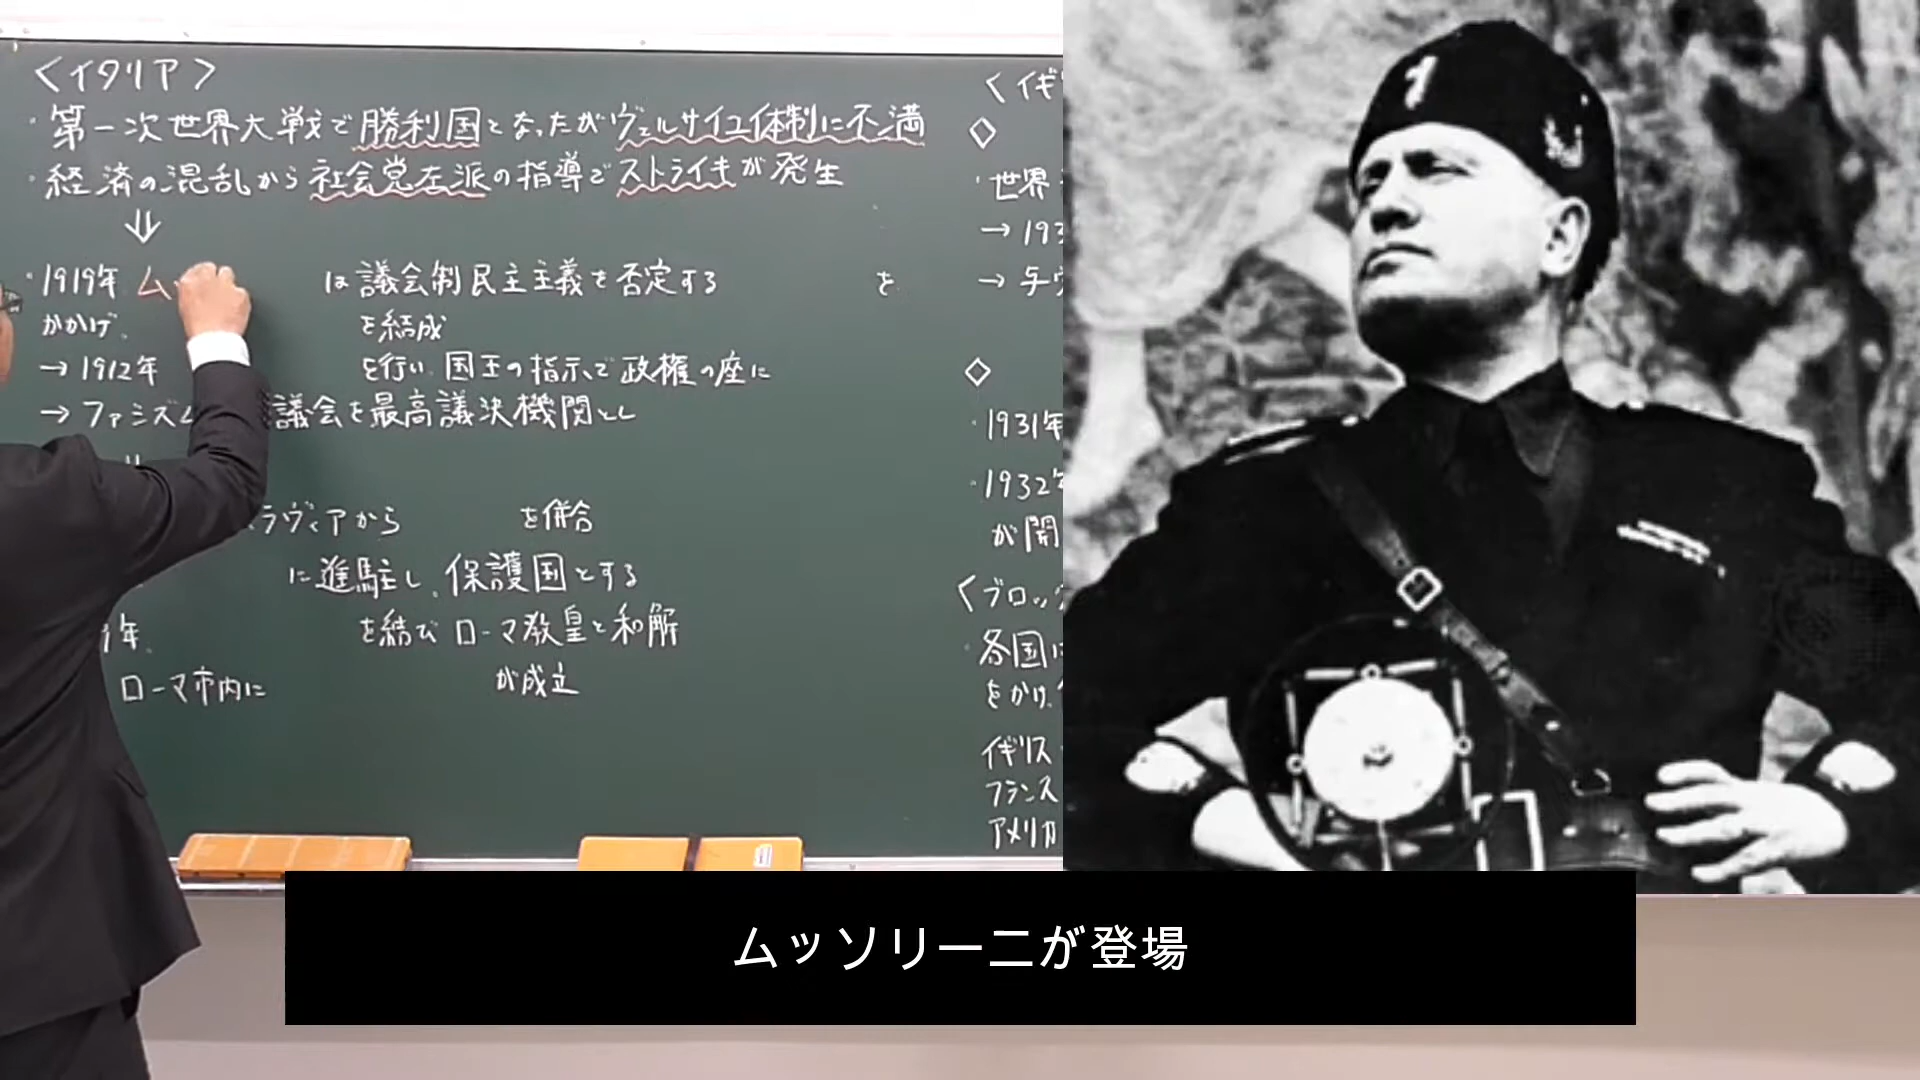 〈イタリア〉
・第一次世界大戦で勝利国となったがヴェルサイユ体制に不満
・経済の混乱から社会党左派の指導でストライキが発生
⇓
・1919年 ム は議会制民主主義を否定する を
かかげ、 を結成
→1912年 を行い国王の指示で政権の座に
→ファシズム 議会を最高議決機関とし
ラヴィアから を併合
に進駐し、保護国とする
年、 を結び ローマ教皇と和解
ローマ市内に が成立
〈イギ
◇
・世界
→193
→与ワ
◇
・1931年
・1932年
が開
〈ブロッ
・各国
をかけ、
イギリス
フランス
アメリカ
ムッソリーニが登場